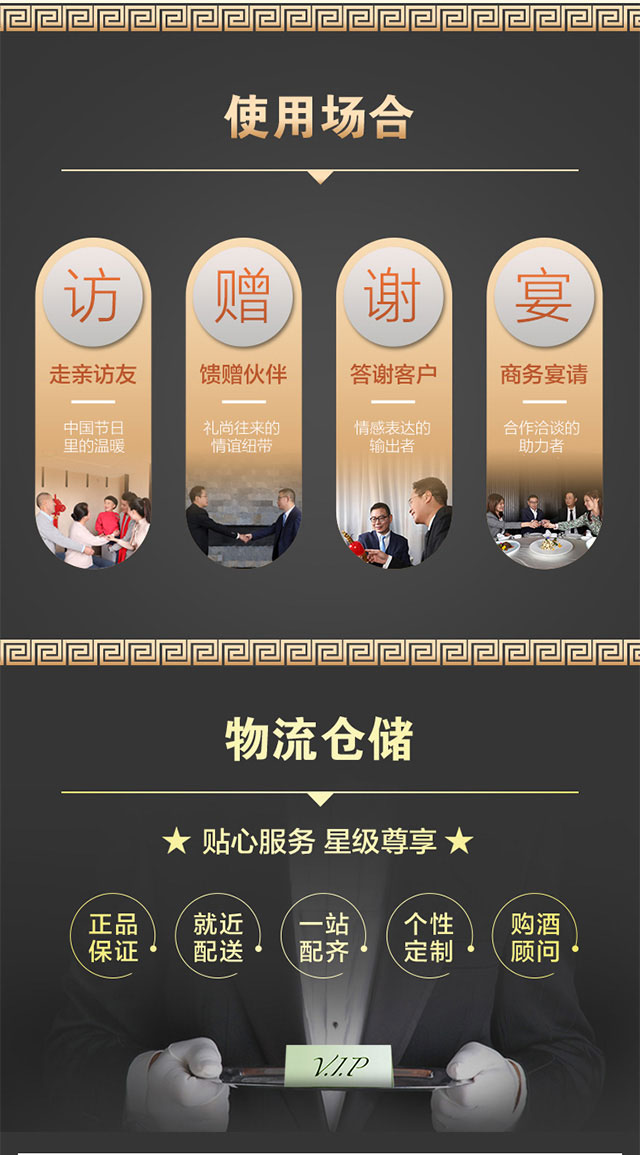 使用场合
访
赠
谢
宴
走亲访友
馈赠伙伴
答谢客户
商务宴请
中国节日
里的温暖
礼尚往来的
情谊纽带
情感表达的
输出者
合作洽谈的
助力者
物流仓储
★ 贴心服务 星级尊享 ★
正品
保证
就近
配送
一站
配齐
个性
定制
购酒
顾问
V.I.P